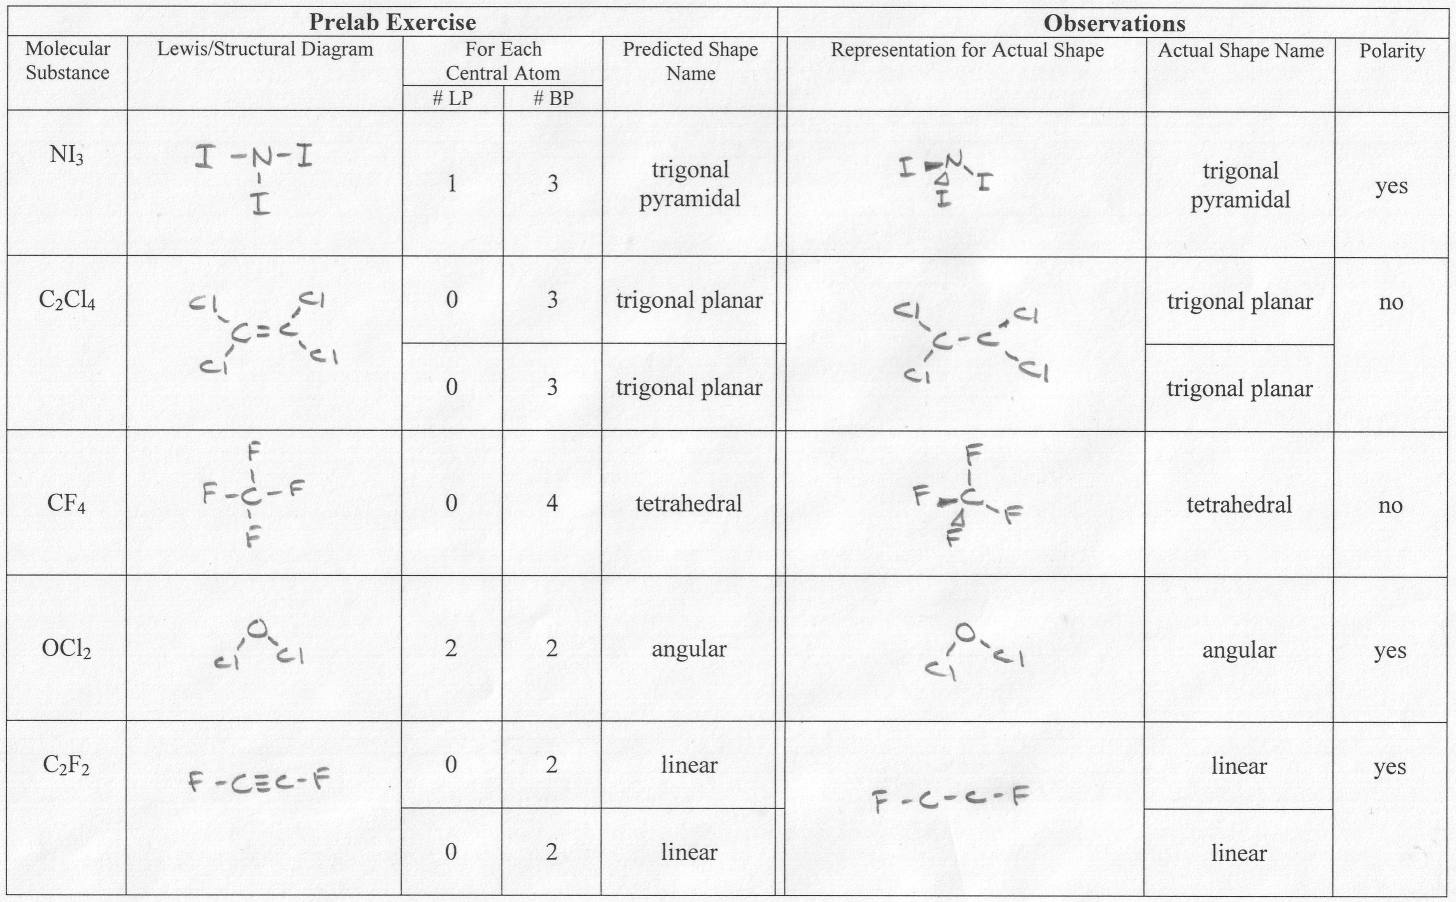 Prelab Exercise
Observations
Molecular Substance
Lewis/Structural Diagram
For Each Central Atom
# LP
# BP
Predicted Shape Name
Representation for Actual Shape
Actual Shape Name
Polarity
NI₃
I - N - I
I
1
3
trigonal pyramidal
I N I
I
trigonal pyramidal
yes
C₂Cl₄
Cl Cl
C = C
Cl Cl
0
3
trigonal planar
0
3
trigonal planar
Cl Cl
C - C
Cl Cl
trigonal planar
trigonal planar
no
CF₄
F
F - C - F
F
0
4
tetrahedral
F
F C F
F
tetrahedral
no
OCl₂
O
Cl Cl
2
2
angular
O
Cl Cl
angular
yes
C₂F₂
F - C ≡ C - F
0
2
linear
0
2
linear
F - C - C - F
linear
linear
yes